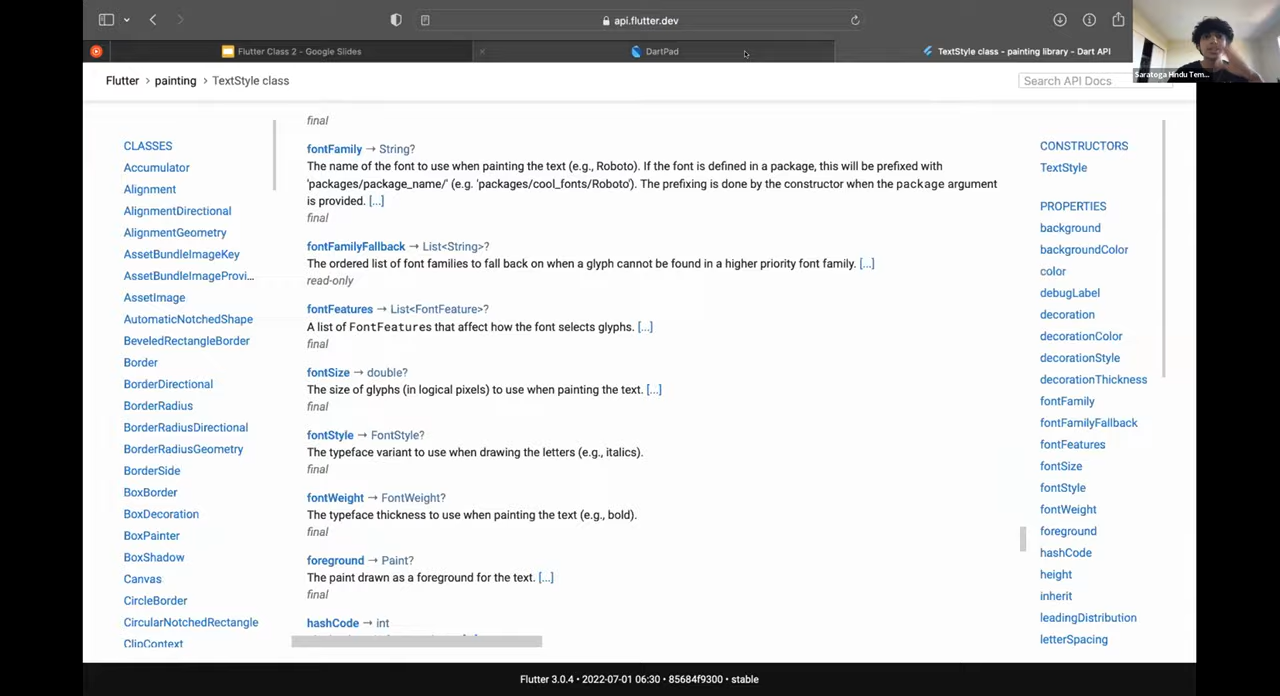 api.flutter.dev
Flutter Class 2 - Google Slides
DartPad
TextStyle class - painting library - Dart API
Saratoga Hindu Tem...
Flutter > painting > TextStyle class
Search API Docs
CLASSES
Accumulator
Alignment
AlignmentDirectional
AlignmentGeometry
AssetBundleImageKey
AssetBundleImageProvi...
AssetImage
AutomaticNotchedShape
BeveledRectangleBorder
Border
BorderDirectional
BorderRadius
BorderRadiusDirectional
BorderRadiusGeometry
BorderSide
BoxBorder
BoxDecoration
BoxPainter
BoxShadow
Canvas
CircleBorder
CircularNotchedRectangle
ClipContext
final
fontFamily → String?
The name of the font to use when painting the text (e.g., Roboto). If the font is defined in a package, this will be prefixed with
'packages/package_name/' (e.g. 'packages/cool_fonts/Roboto'). The prefixing is done by the constructor when the package argument
is provided. [...]
final
fontFamilyFallback → List<String>?
The ordered list of font families to fall back on when a glyph cannot be found in a higher priority font family. [...]
read-only
fontFeatures → List<FontFeature>?
A list of FontFeatures that affect how the font selects glyphs. [...]
final
fontSize → double?
The size of glyphs (in logical pixels) to use when painting the text. [...]
final
fontStyle → FontStyle?
The typeface variant to use when drawing the letters (e.g., italics).
final
fontWeight → FontWeight?
The typeface thickness to use when painting the text (e.g., bold).
final
foreground → Paint?
The paint drawn as a foreground for the text. [...]
final
hashCode → int
CONSTRUCTORS
TextStyle
PROPERTIES
background
backgroundColor
color
debugLabel
decoration
decorationColor
decorationStyle
decorationThickness
fontFamily
fontFamilyFallback
fontFeatures
fontSize
fontStyle
fontWeight
foreground
hashCode
height
inherit
leadingDistribution
letterSpacing
Flutter 3.0.4 • 2022-07-01 06:30 • 85684f9300 • stable